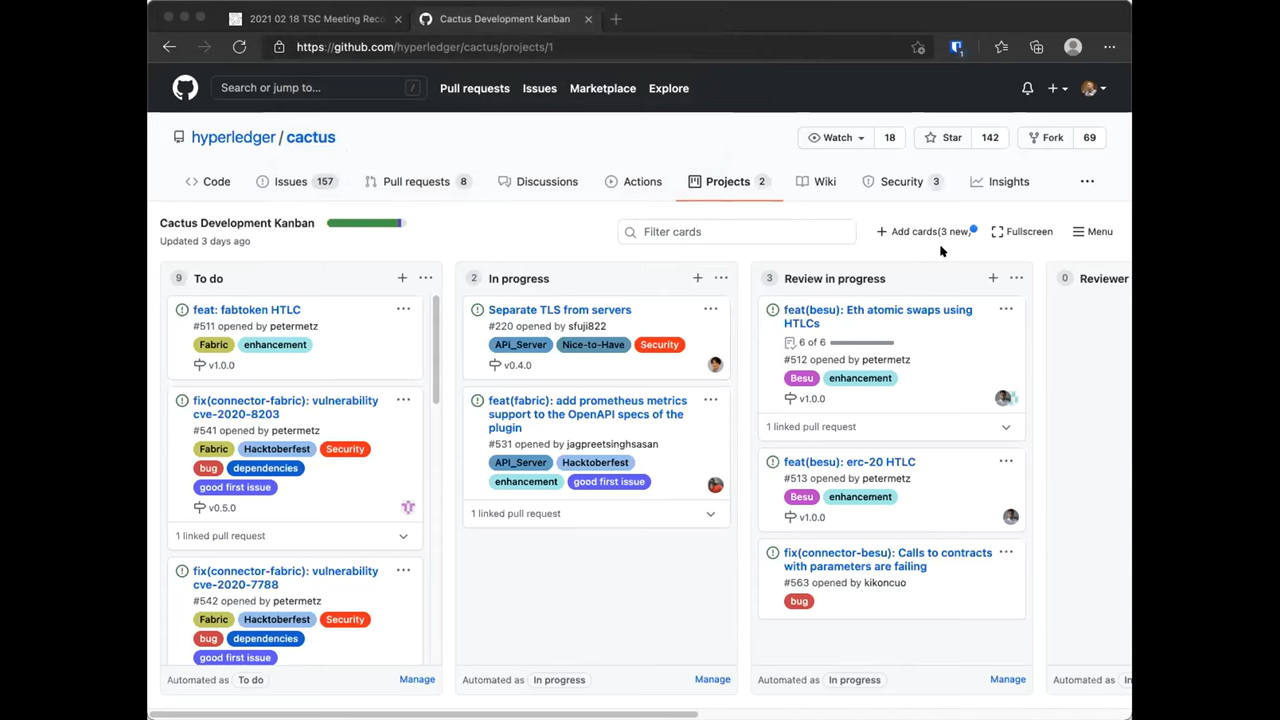 2021 02 18 TSC Meeting Reco
Cactus Development Kanban
https://github.com/hyperledger/cactus/projects/1
Search or jump to...
/
Pull requests
Issues
Marketplace
Explore
hyperledger / cactus
Watch
18
Star
142
Fork
69
Code
Issues 157
Pull requests 8
Discussions
Actions
Projects 2
Wiki
Security 3
Insights
Cactus Development Kanban
Updated 3 days ago
Filter cards
+ Add cards(3 new)
Fullscreen
Menu
9 To do
feat: fabtoken HTLC
#511 opened by petermetz
Fabric enhancement
v1.0.0
fix(connector-fabric): vulnerability
cve-2020-8203
#541 opened by petermetz
Fabric Hacktoberfest Security
bug dependencies
good first issue
v0.5.0
1 linked pull request
fix(connector-fabric): vulnerability
cve-2020-7788
#542 opened by petermetz
Fabric Hacktoberfest Security
bug dependencies
good first issue
Automated as To do
Manage
2 In progress
Separate TLS from servers
#220 opened by sfuji822
API_Server Nice-to-Have Security
v0.4.0
feat(fabric): add prometheus metrics
support to the OpenAPI specs of the
plugin
#531 opened by jagpreetsinghsasan
API_Server Hacktoberfest
enhancement good first issue
1 linked pull request
Automated as In progress
Manage
3 Review in progress
feat(besu): Eth atomic swaps using
HTLCs
6 of 6
#512 opened by petermetz
Besu enhancement
v1.0.0
1 linked pull request
feat(besu): erc-20 HTLC
#513 opened by petermetz
Besu enhancement
v1.0.0
fix(connector-besu): Calls to contracts
with parameters are failing
#563 opened by kikoncuo
bug
Automated as In progress
Manage
0 Reviewer
Automated as In